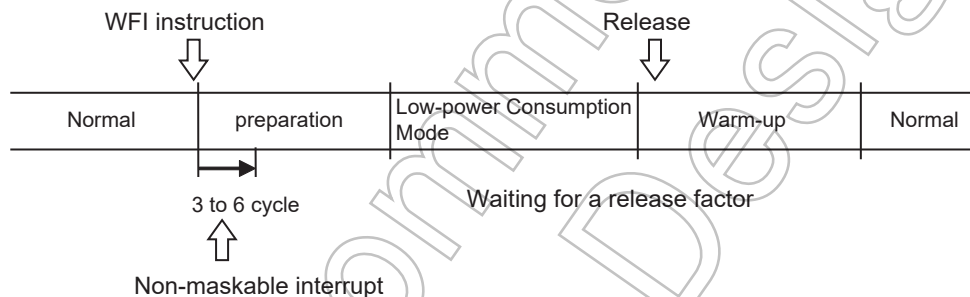 WFI instruction
Release
Normal
preparation
Low-power Consumption
Mode
Warm-up
Normal
3 to 6 cycle
Waiting for a release factor
Non-maskable interrupt